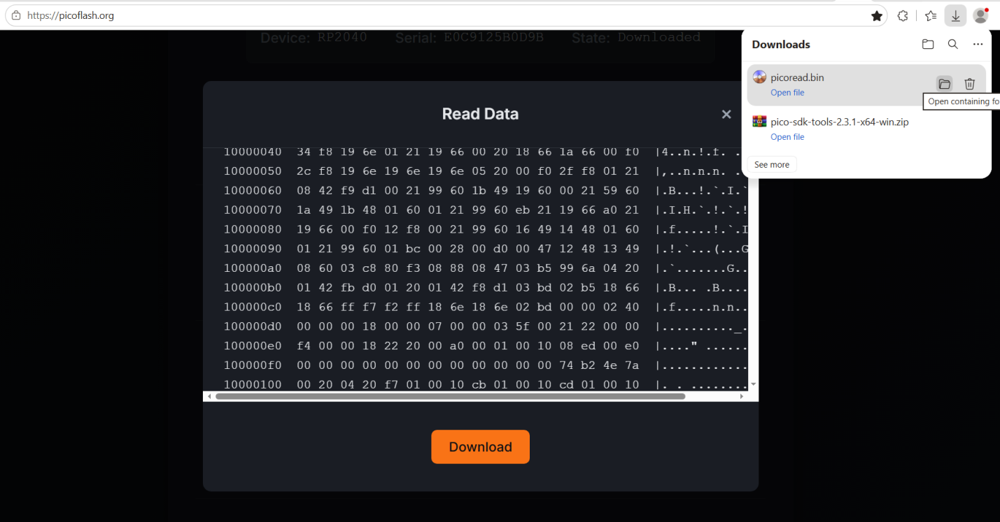 https://picoflash.org
Device: RP2040 Serial: E0C9125B0D9B State: Downloaded
Downloads
picoread.bin
Open file
Open containing fo
pico-sdk-tools-2.3.1-x64-win.zip
Open file
See more
Read Data
10000040 34 f8 19 6e 01 21 19 66 00 20 18 66 1a 66 00 f0 |4..n.!.f. .
10000050 2c f8 19 6e 19 6e 19 6e 05 20 00 f0 2f f8 01 21 |,..n.n.n. .
10000060 08 42 f9 d1 00 21 99 60 1b 49 19 60 00 21 59 60 |.B...!.`.I.`
10000070 1a 49 1b 48 01 60 01 21 99 60 eb 21 19 66 a0 21 |.I.H.`.!.`.!
10000080 19 66 00 f0 12 f8 00 21 99 60 16 49 14 48 01 60 |.f.....!.`.I
10000090 01 21 99 60 01 bc 00 28 00 d0 00 47 12 48 13 49 |.!.`...(...G
100000a0 08 60 03 c8 80 f3 08 88 08 47 03 b5 99 6a 04 20 |.`.......G..
100000b0 01 42 fb d0 01 20 01 42 f8 d1 03 bd 02 b5 18 66 |.B... .B....
100000c0 18 66 ff f7 f2 ff 18 6e 18 6e 02 bd 00 00 02 40 |.f.....n.n..
100000d0 00 00 00 18 00 00 07 00 00 03 5f 00 21 22 00 00 |.........._.
100000e0 f4 00 00 18 22 20 00 a0 00 01 00 10 08 ed 00 e0 |...." ......
100000f0 00 00 00 00 00 00 00 00 00 00 00 00 74 b2 4e 7a |............
10000100 00 20 04 20 f7 01 00 10 cb 01 00 10 cd 01 00 10 |. . ........
Download